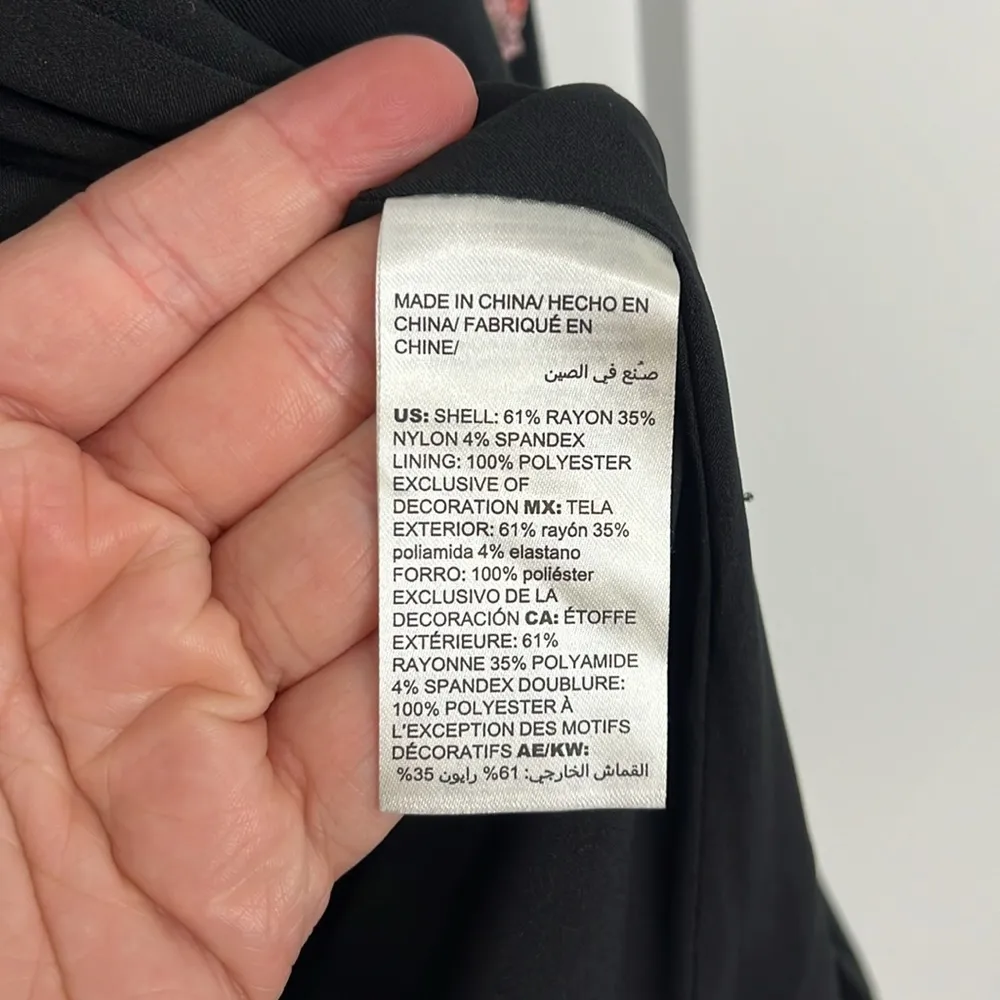 MADE IN CHINA/ HECHO EN
CHINA/ FABRIQUÉ EN
CHINE/
صُنع في الصين
US: SHELL: 61% RAYON 35%
NYLON 4% SPANDEX
LINING: 100% POLYESTER
EXCLUSIVE OF
DECORATION MX: TELA
EXTERIOR: 61% rayón 35%
poliamida 4% elastano
FORRO: 100% poliéster
EXCLUSIVO DE LA
DECORACIÓN CA: ÉTOFFE
EXTÉRIEURE: 61%
RAYONNE 35% POLYAMIDE
4% SPANDEX DOUBLURE:
100% POLYESTER À
L'EXCEPTION DES MOTIFS
DÉCORATIFS AE/KW:
القماش الخارجي: 61% رايون 35%